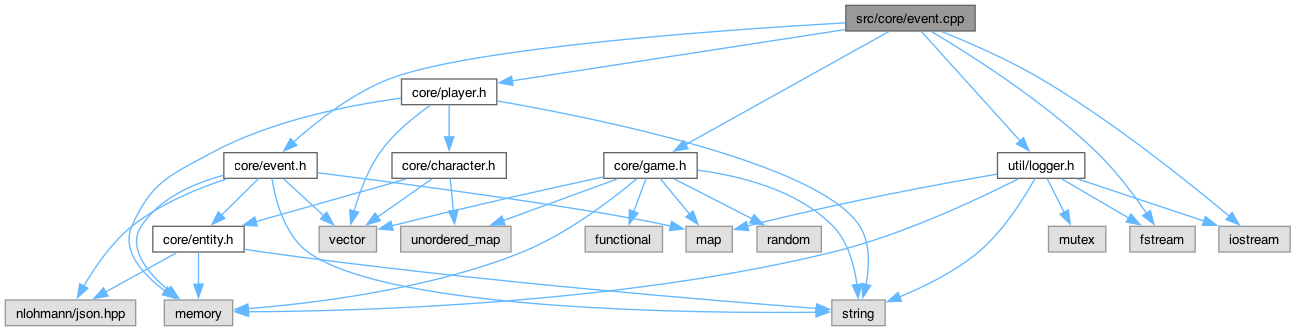 src/core/event.cpp
core/player.h
core/event.h
core/character.h
core/game.h
util/logger.h
core/entity.h
vector
unordered_map
functional
map
random
mutex
fstream
iostream
nlohmann/json.hpp
memory
string